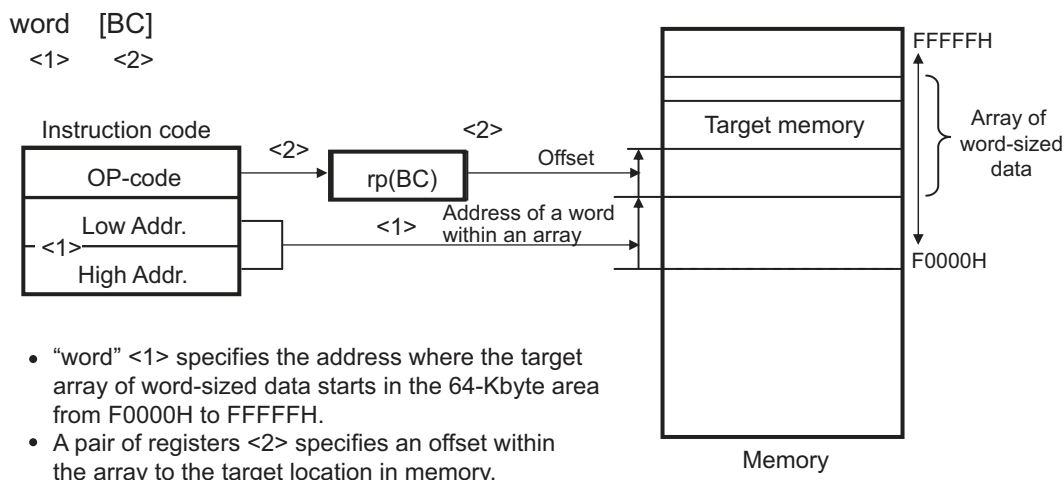 word [BC]
<1> <2>
Instruction code
OP-code
Low Addr.
<1>
High Addr.
<2>
rp(BC)
<2>
Offset
<1>
Address of a word
within an array
Target memory
Memory
FFFFFH
Array of
word-sized
data
F0000H
• “word” <1> specifies the address where the target
array of word-sized data starts in the 64-Kbyte area
from F0000H to FFFFFH.
• A pair of registers <2> specifies an offset within
the array to the target location in memory.